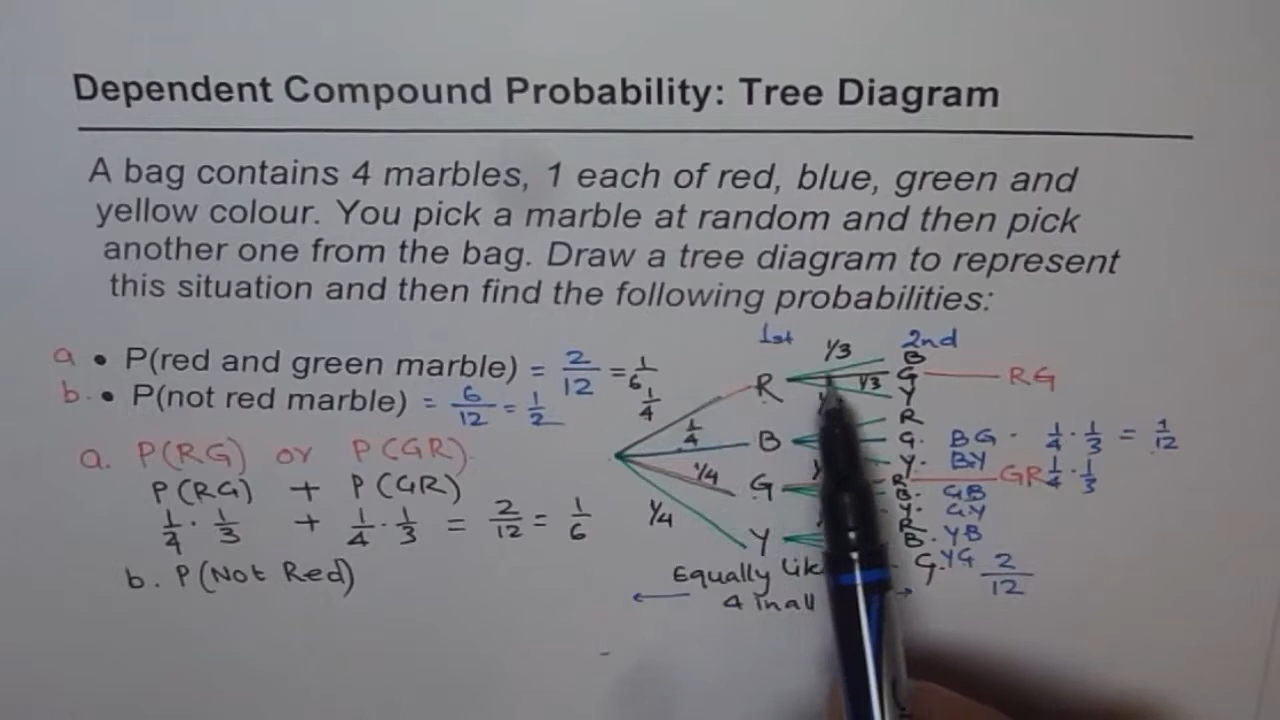 Dependent Compound Probability: Tree Diagram
A bag contains 4 marbles, 1 each of red, blue, green and
yellow colour. You pick a marble at random and then pick
another one from the bag. Draw a tree diagram to represent
this situation and then find the following probabilities:
a • P(red and green marble) = 2/12 = 1/6
b. • P(not red marble) = 6/12 = 1/2
a. P(RG) or P(GR).
P(RG) + P(GR)
1/4 · 1/3 + 1/4 · 1/3 = 2/12 = 1/6
b. P(Not Red)
1st 2nd
1/4 R 1/3 B
1/3 G RG
Y
1/4 B R
G. BG - 1/4 · 1/3 = 1/12
Y. BY
1/4 G R GR 1/4 · 1/3
B. GB
Y. GY
1/4 Y R
B. YB
G. YG 2/12
Equally Lik
4 in all